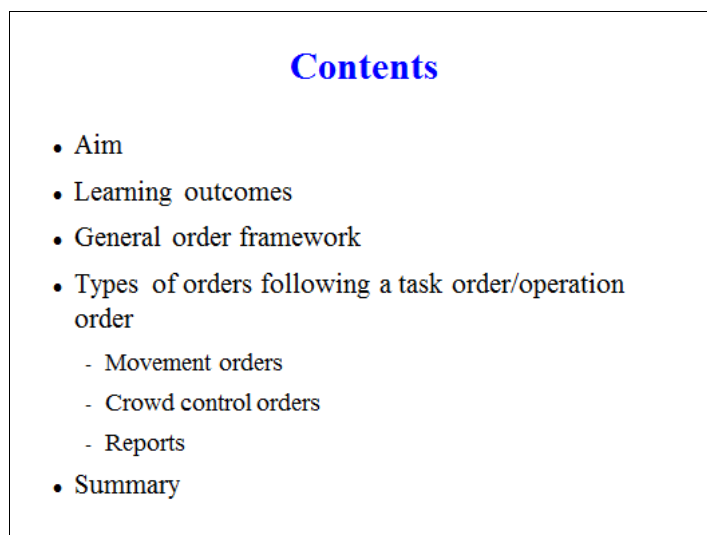 Contents
• Aim
• Learning outcomes
• General order framework
• Types of orders following a task order/operation
order
- Movement orders
- Crowd control orders
- Reports
• Summary